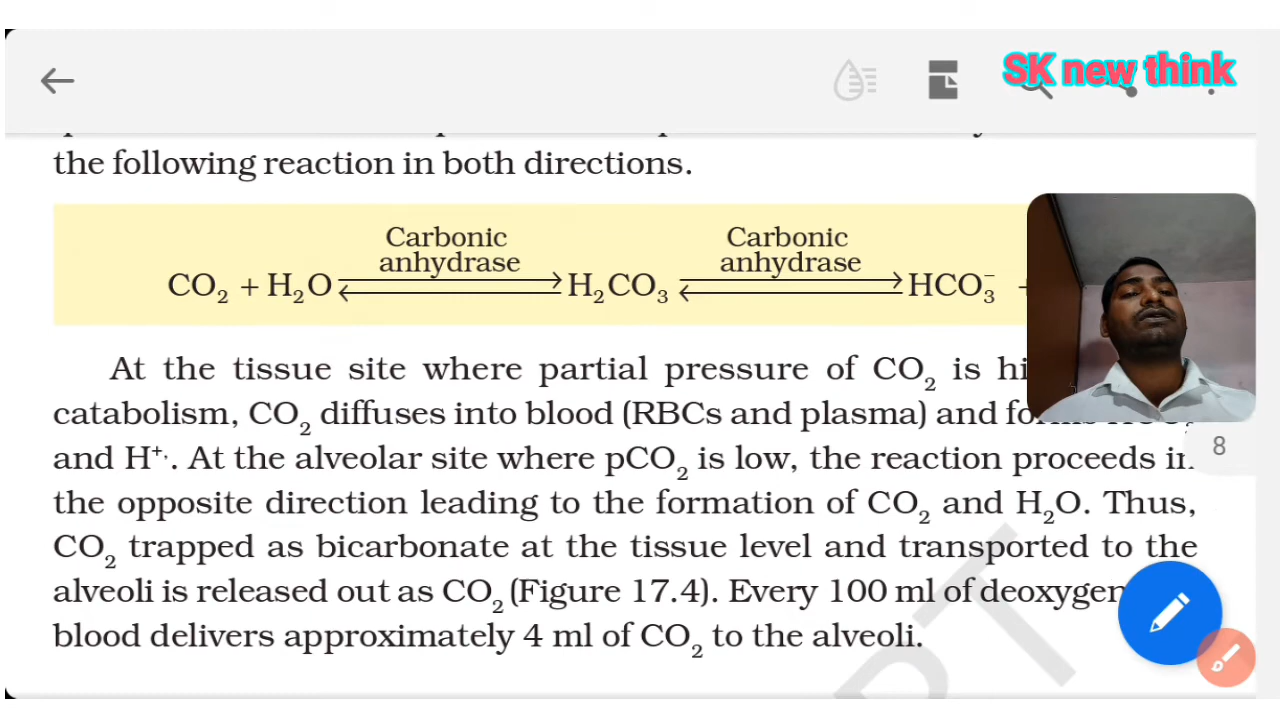 SK new think
the following reaction in both directions.
Carbonic anhydrase Carbonic anhydrase
CO₂ + H₂O ⇌ H₂CO₃ ⇌ HCO₃⁻ +
At the tissue site where partial pressure of CO₂ is
catabolism, CO₂ diffuses into blood (RBCs and plasma) and
and H⁺. At the alveolar site where pCO₂ is low, the reaction proceeds in
8
the opposite direction leading to the formation of CO₂ and H₂O. Thus,
CO₂ trapped as bicarbonate at the tissue level and transported to the
alveoli is released out as CO₂ (Figure 17.4). Every 100 ml of
blood delivers approximately 4 ml of CO₂ to the alveoli.